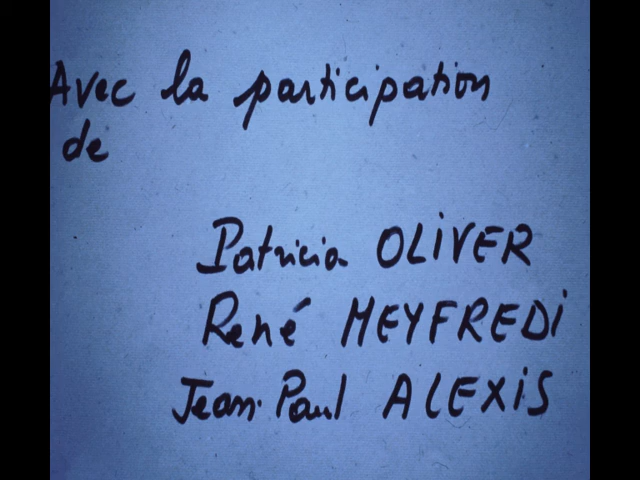 Avec la participation
de
Patricia OLIVER
René MEYFREDI
Jean-Paul ALEXIS